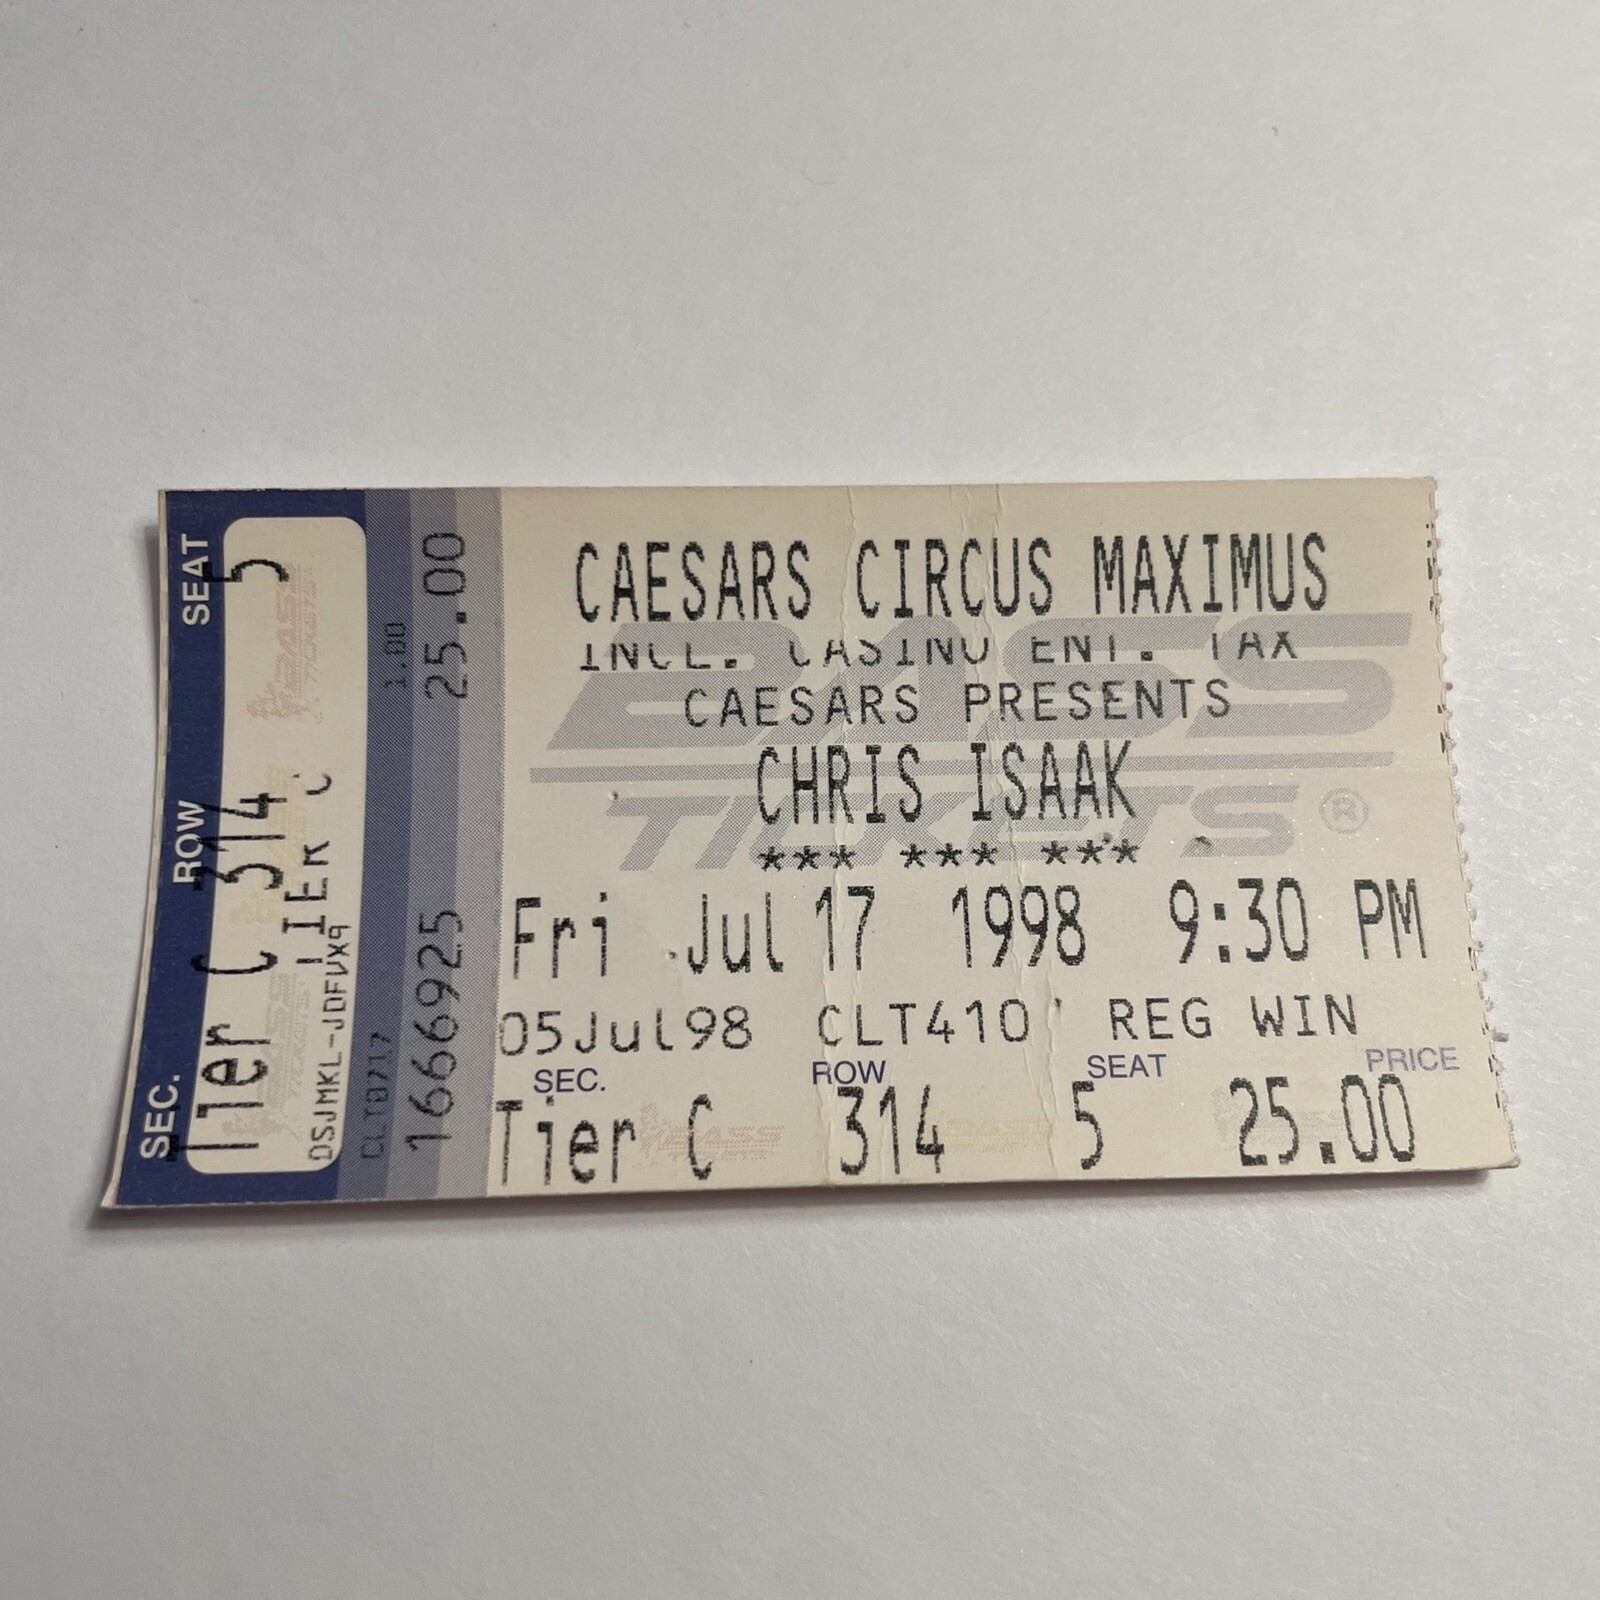 CAESARS CIRCUS MAXIMUS
INCL. CASINO ENT. TAX
CAESARS PRESENTS
CHRIS ISAAK
*** *** ***
Fri Jul 17 1998 9:30 PM
05Jul98 CLT410 REG WIN
SEC. ROW SEAT PRICE
Tier C 314 5 25.00
BASS
TICKETS®
SEC. ROW SEAT
Tier C 314 5
TIER C
DSJMKL-JDFVX9
CLT0717 1.00
1666925 25.00